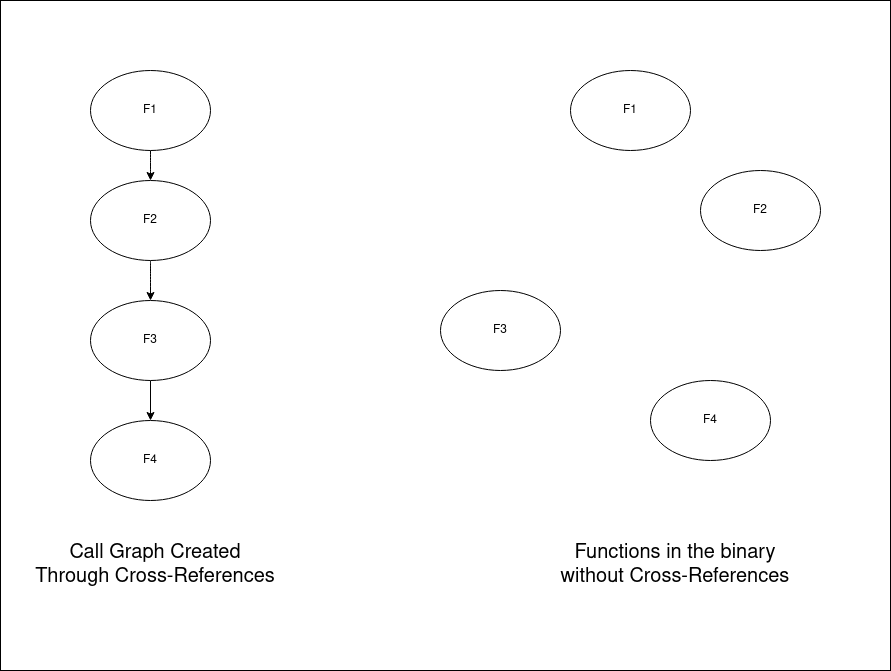 F1
F2
F3
F4
Call Graph Created
Through Cross-References
F1
F2
F3
F4
Functions in the binary
without Cross-References